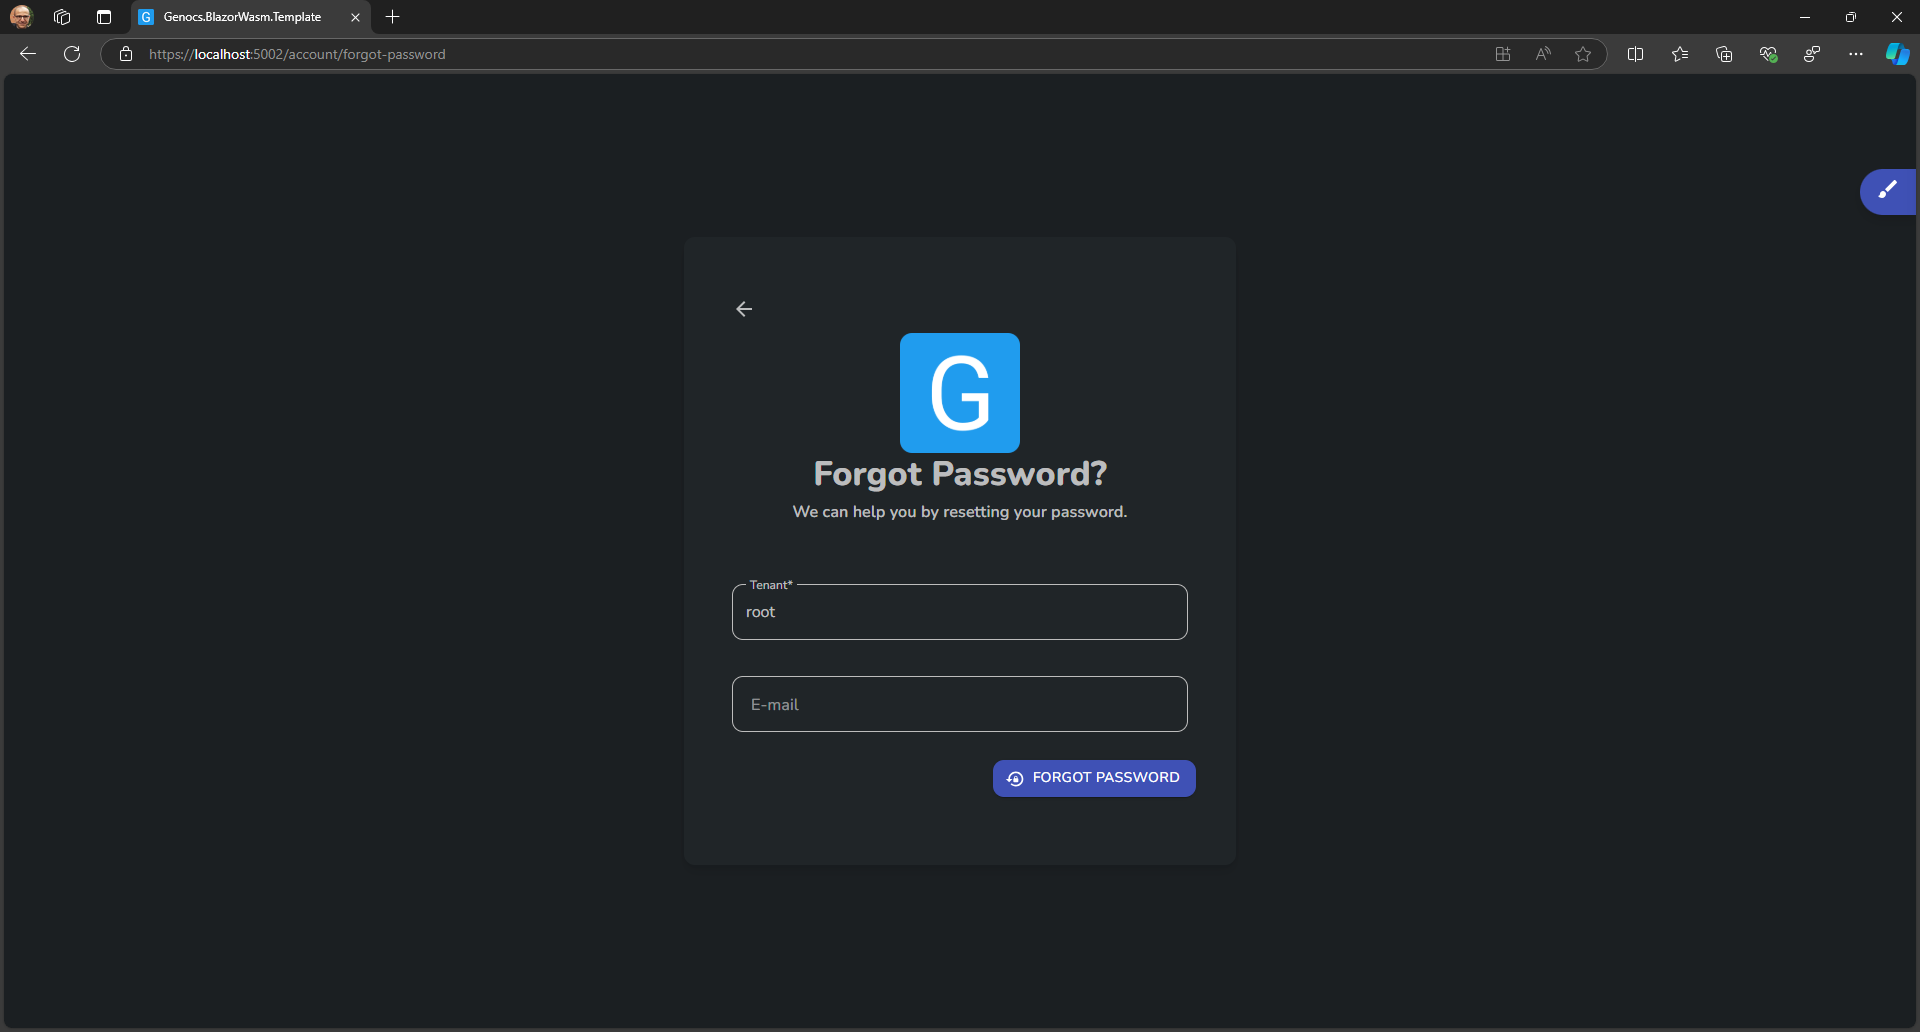 G Genocs.BlazorWasm.Template
https://localhost:5002/account/forgot-password
G
Forgot Password?
We can help you by resetting your password.
Tenant*
root
E-mail
FORGOT PASSWORD